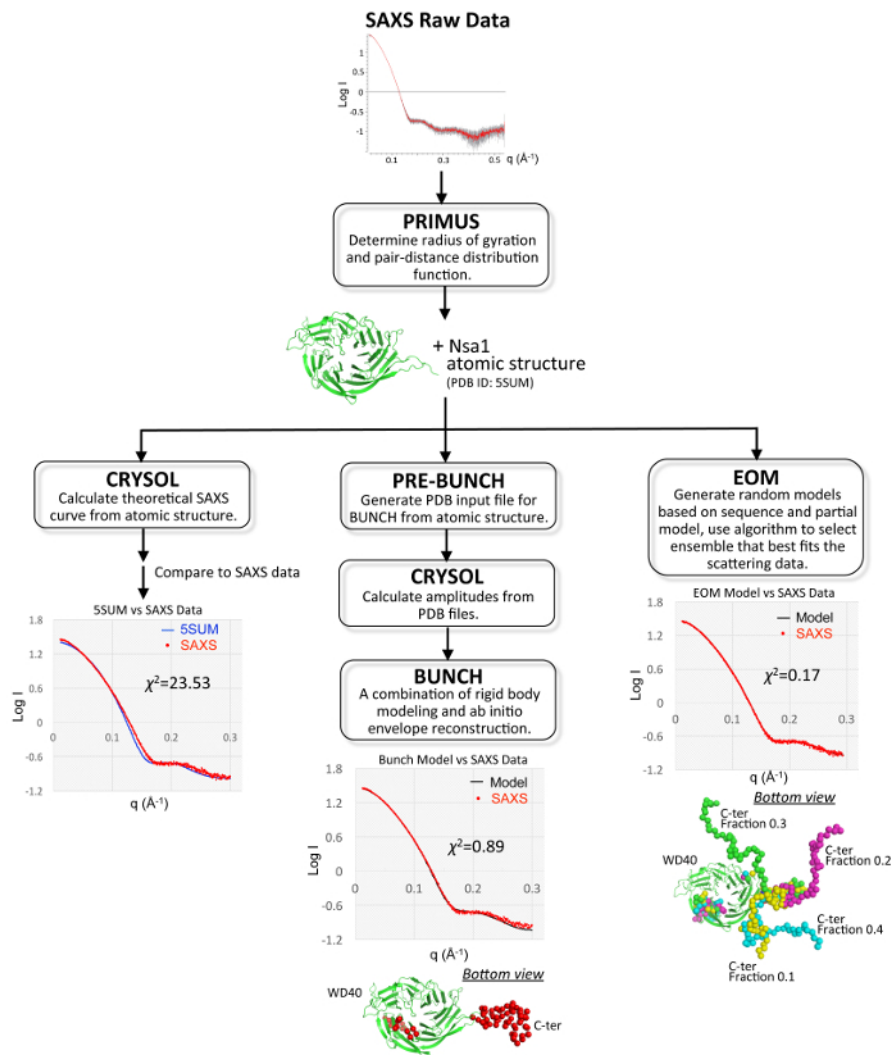 SAXS Raw Data
Log I
1
0.5
0
-0.5
-1
0.1
0.3
0.5
q (Å⁻¹)
PRIMUS
Determine radius of gyration
and pair-distance distribution
function.
+ Nsa1
atomic structure
(PDB ID: 5SUM)
CRYSOL
Calculate theoretical SAXS
curve from atomic structure.
Compare to SAXS data
5SUM vs SAXS Data
1.8
1.2
0.6
0
-0.6
-1.2
Log I
5SUM
SAXS
χ²=23.53
0.1
0.2
0.3
q (Å⁻¹)
PRE-BUNCH
Generate PDB input file for
BUNCH from atomic structure.
CRYSOL
Calculate amplitudes from
PDB files.
BUNCH
A combination of rigid body
modeling and ab initio
envelope reconstruction.
Bunch Model vs SAXS Data
1.8
1.2
0.6
0
-0.6
-1.2
Log I
Model
SAXS
χ²=0.89
0
0.1
0.2
0.3
q (Å⁻¹)
Bottom view
WD40
C-ter
EOM
Generate random models
based on sequence and partial
model, use algorithm to select
ensemble that best fits the
scattering data.
EOM Model vs SAXS Data
1.8
1.2
0.6
0
-0.6
-1.2
Log I
Model
SAXS
χ²=0.17
0
0.1
0.2
0.3
q (Å⁻¹)
Bottom view
C-ter
Fraction 0.3
WD40
C-ter
Fraction 0.2
C-ter
Fraction 0.4
C-ter
Fraction 0.1